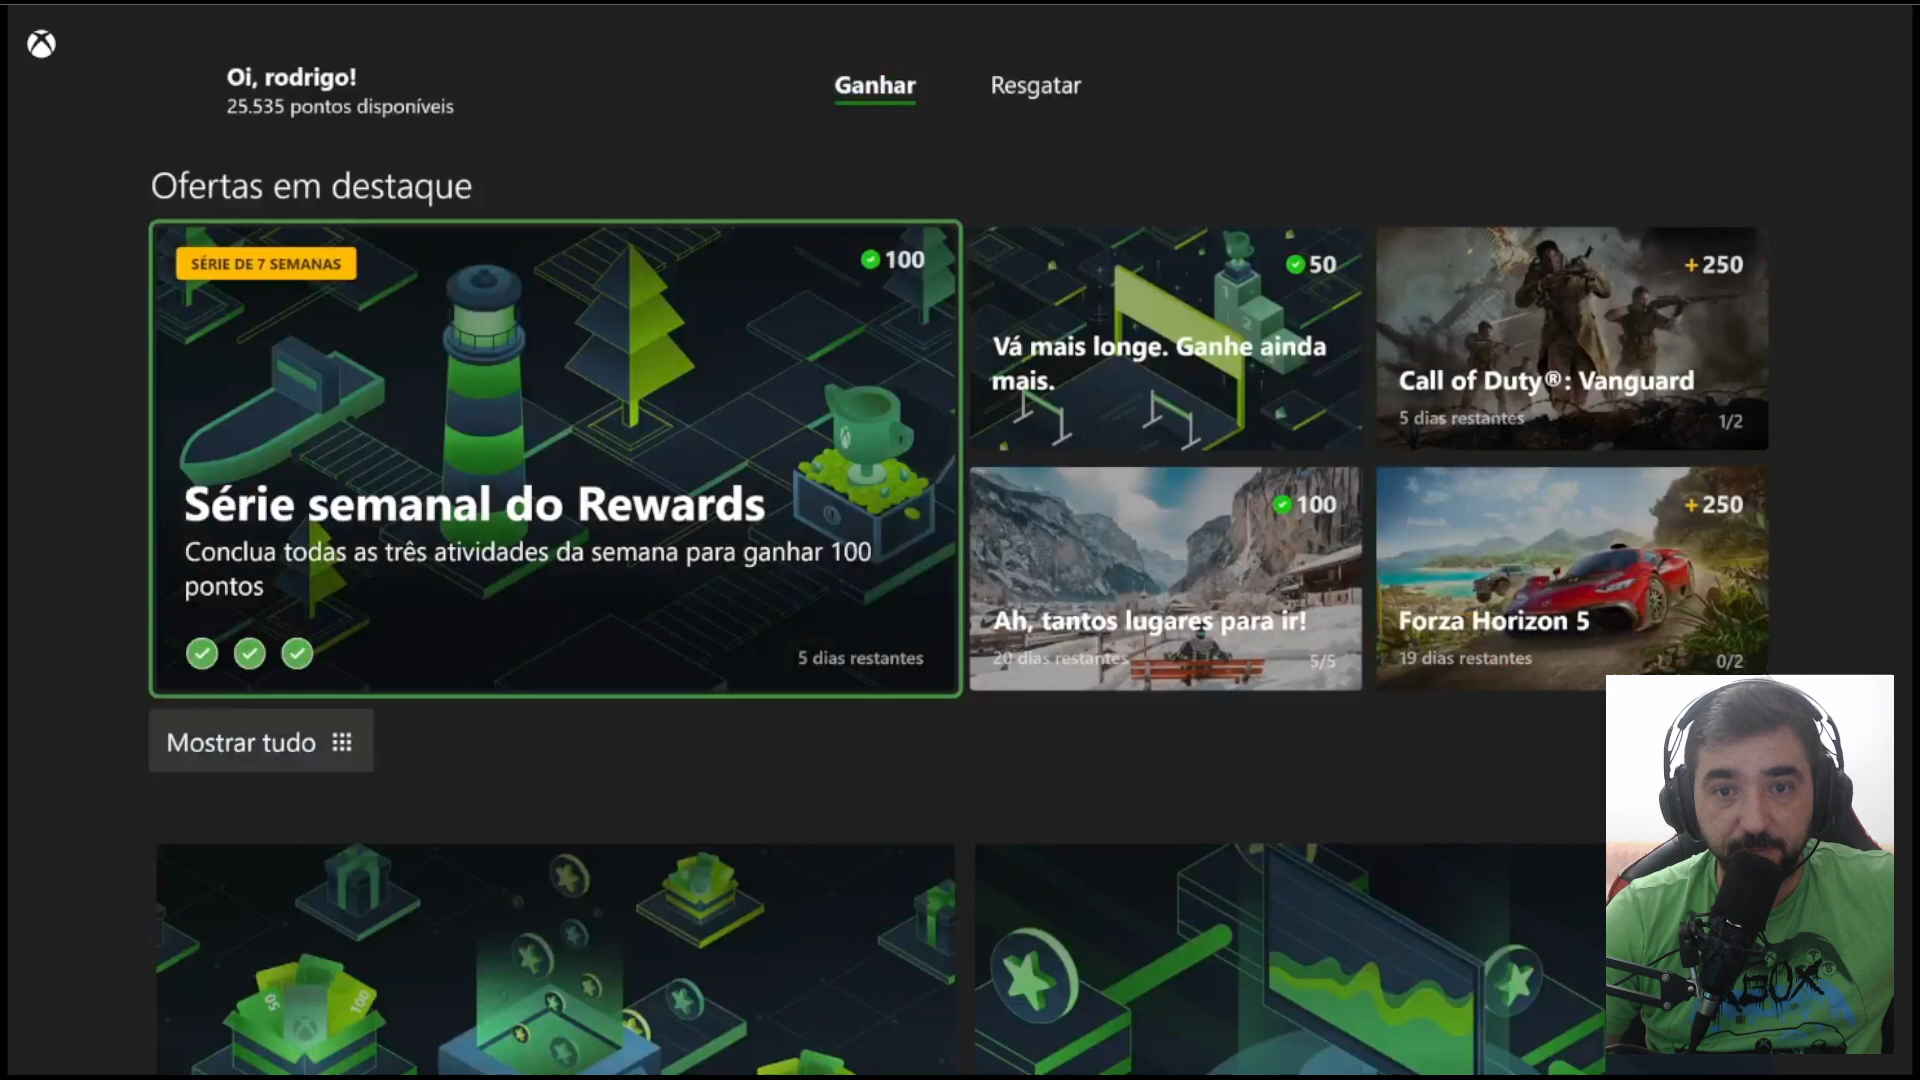 Oi, rodrigo!
25.535 pontos disponíveis
Ganhar
Resgatar
Ofertas em destaque
SÉRIE DE 7 SEMANAS
100
Série semanal do Rewards
Conclua todas as três atividades da semana para ganhar 100
pontos
5 dias restantes
50
Vá mais longe. Ganhe ainda
mais.
+250
Call of Duty®: Vanguard
5 dias restantes
1/2
100
Ah, tantos lugares para ir!
20 dias restantes
5/5
+250
Forza Horizon 5
19 dias restantes
0/2
Mostrar tudo
50
100
XBOX